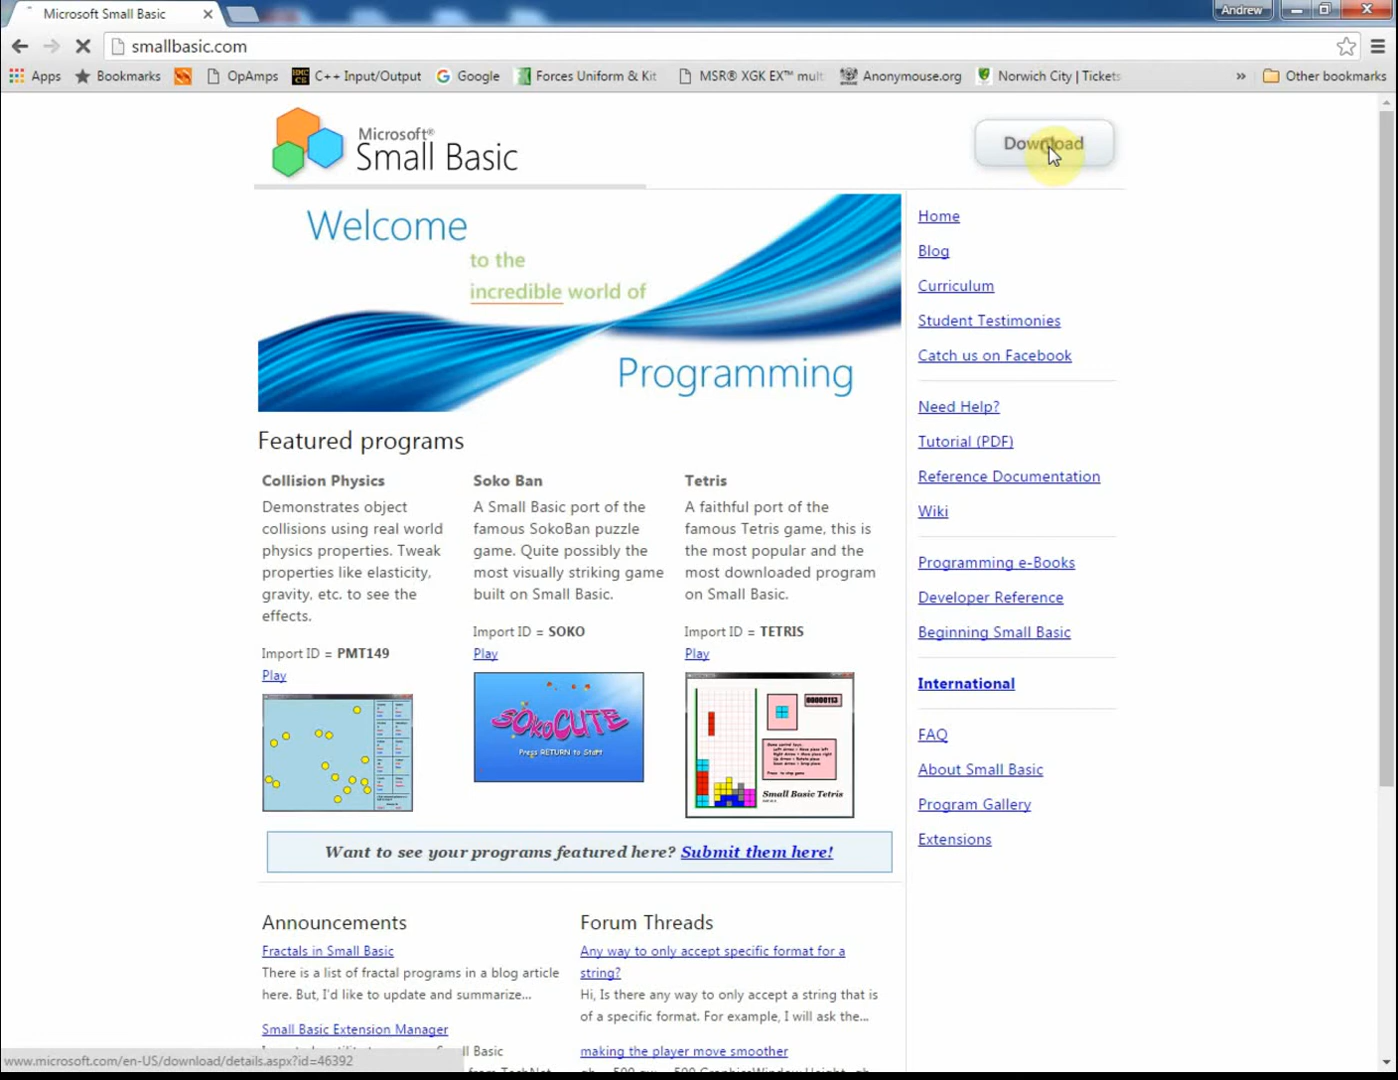 Microsoft Small Basic
Andrew
smallbasic.com
Apps
Bookmarks
OpAmps
C++ Input/Output
Google
Forces Uniform & Kit
MSR® XGK EX™ mult
Anonymouse.org
Norwich City | Tickets
»
Other bookmarks
Microsoft®
Small Basic
Download
Welcome
to the
incredible world of
Programming
Home
Blog
Curriculum
Student Testimonies
Catch us on Facebook
Need Help?
Tutorial (PDF)
Reference Documentation
Wiki
Programming e-Books
Developer Reference
Beginning Small Basic
International
FAQ
About Small Basic
Program Gallery
Extensions
Featured programs
Collision Physics
Demonstrates object
collisions using real world
physics properties. Tweak
properties like elasticity,
gravity, etc. to see the
effects.
Import ID = PMT149
Play
Soko Ban
A Small Basic port of the
famous SokoBan puzzle
game. Quite possibly the
most visually striking game
built on Small Basic.
Import ID = SOKO
Play
SOKOCUTE
Press RETURN to Start
Tetris
A faithful port of the
famous Tetris game, this is
the most popular and the
most downloaded program
on Small Basic.
Import ID = TETRIS
Play
00000113
Small Basic Tetris
Want to see your programs featured here? Submit them here!
Announcements
Fractals in Small Basic
There is a list of fractal programs in a blog article
here. But, I'd like to update and summarize...
Small Basic Extension Manager
Forum Threads
Any way to only accept specific format for a
string?
Hi, Is there any way to only accept a string that is
of a specific format. For example, I will ask the...
making the player move smoother
www.microsoft.com/en-US/download/details.aspx?id=46392